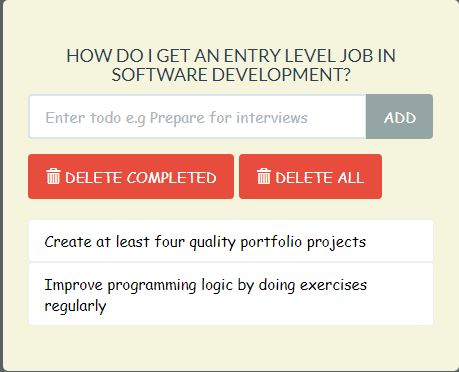 HOW DO I GET AN ENTRY LEVEL JOB IN
SOFTWARE DEVELOPMENT?
Enter todo e.g Prepare for interviews
ADD
DELETE COMPLETED
DELETE ALL
Create at least four quality portfolio projects
Improve programming logic by doing exercises
regularly